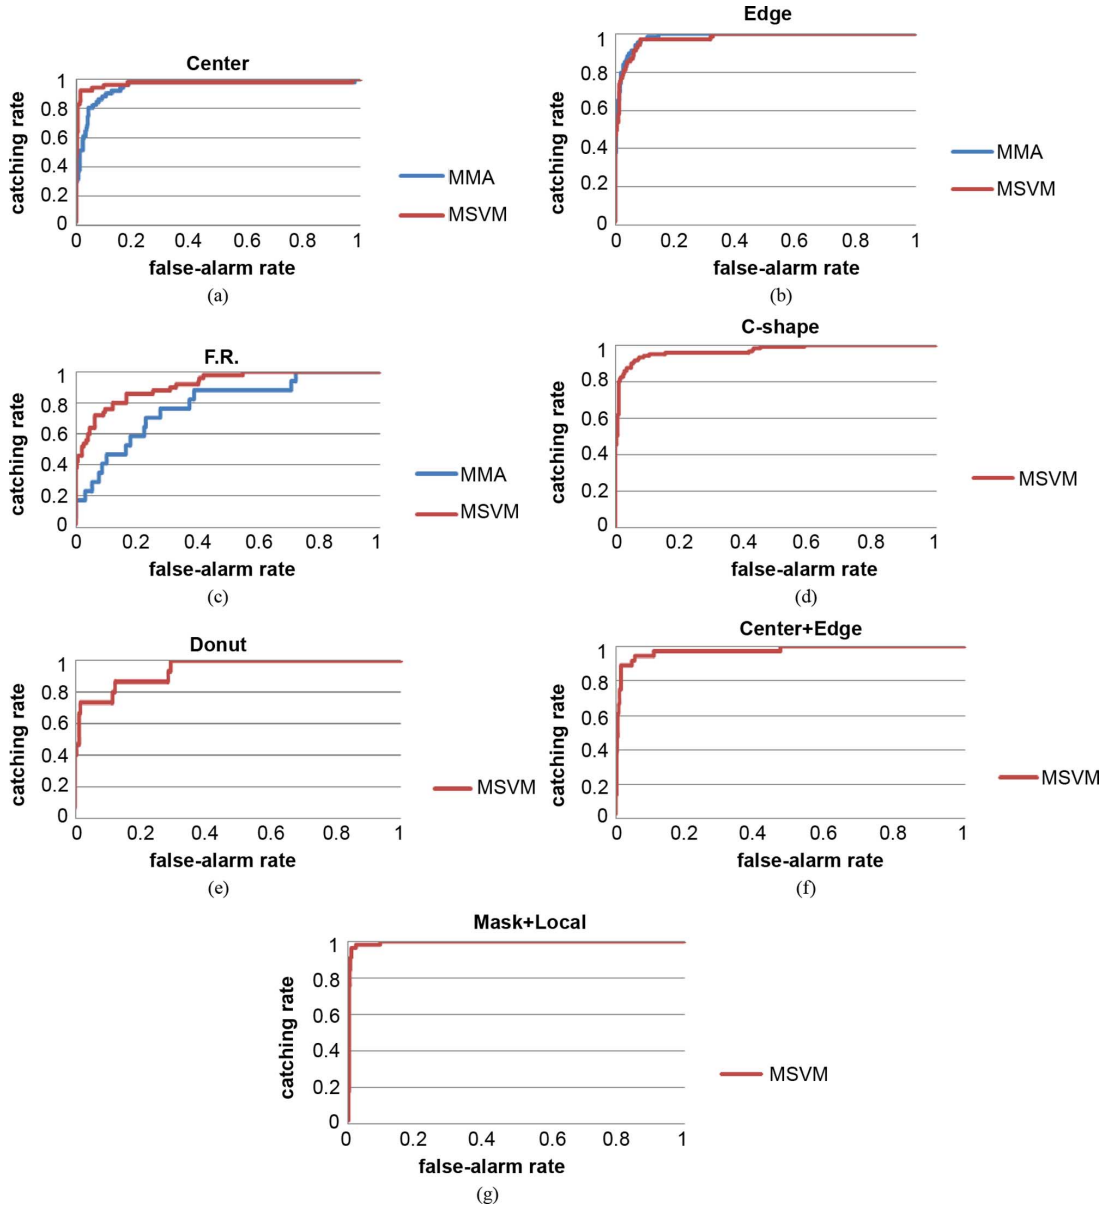 Center
catching rate
1
0.8
0.6
0.4
0.2
0
0 0.2 0.4 0.6 0.8 1
false-alarm rate
MMA
MSVM
(a)
Edge
catching rate
1
0.8
0.6
0.4
0.2
0
0 0.2 0.4 0.6 0.8 1
false-alarm rate
MMA
MSVM
(b)
F.R.
catching rate
1
0.8
0.6
0.4
0.2
0
0 0.2 0.4 0.6 0.8 1
false-alarm rate
MMA
MSVM
(c)
C-shape
catching rate
1
0.8
0.6
0.4
0.2
0
0 0.2 0.4 0.6 0.8 1
false-alarm rate
MSVM
(d)
Donut
catching rate
1
0.8
0.6
0.4
0.2
0
0 0.2 0.4 0.6 0.8 1
false-alarm rate
MSVM
(e)
Center+Edge
catching rate
1
0.8
0.6
0.4
0.2
0
0 0.2 0.4 0.6 0.8 1
false-alarm rate
MSVM
(f)
Mask+Local
catching rate
1
0.8
0.6
0.4
0.2
0
0 0.2 0.4 0.6 0.8 1
false-alarm rate
MSVM
(g)